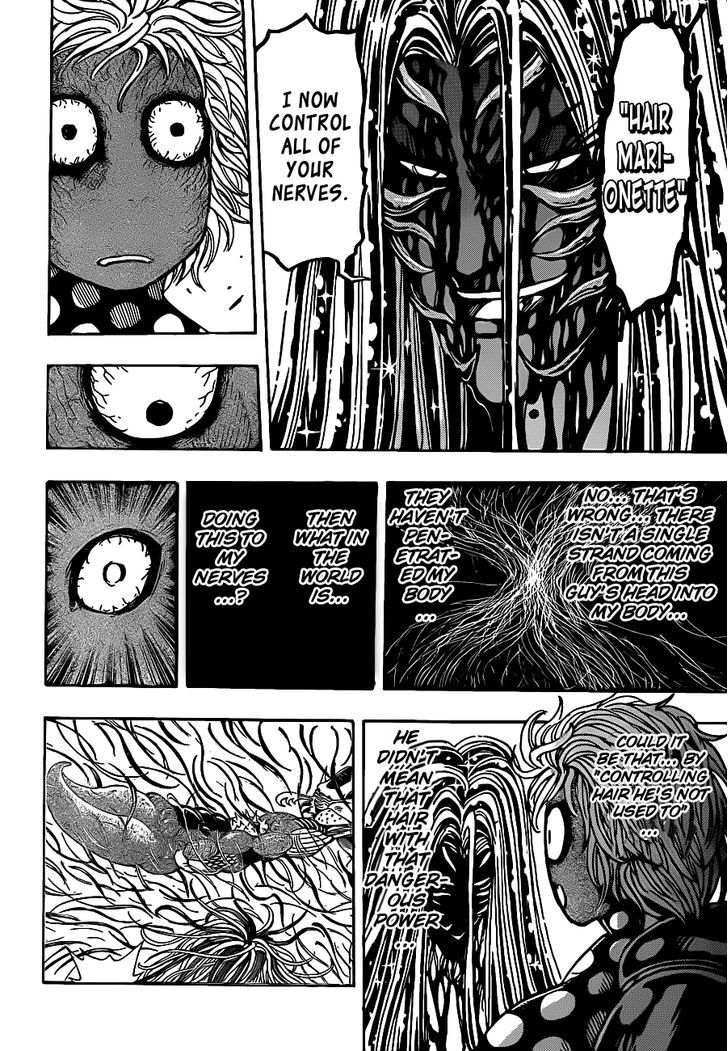 "HAIR
MARI-
ONETTE"
I NOW
CONTROL
ALL OF
YOUR
NERVES.
NO... THAT'S
WRONG... THERE
ISN'T A SINGLE
STRAND COMING
FROM THIS
GUY'S HEAD INTO
MY BODY...
THEY
HAVEN'T
PEN-
ETRAT-
ED MY
BODY
...
THEN
WHAT IN
THE
WORLD
IS...
DOING
THIS TO
MY
NERVES
...?
COULD IT
BE THAT... BY
"CONTROLLING
HAIR HE'S NOT
USED TO"
...
HE
DIDN'T
MEAN
THAT
HAIR
WITH
THAT
DANGER-
OUS
POWER
...